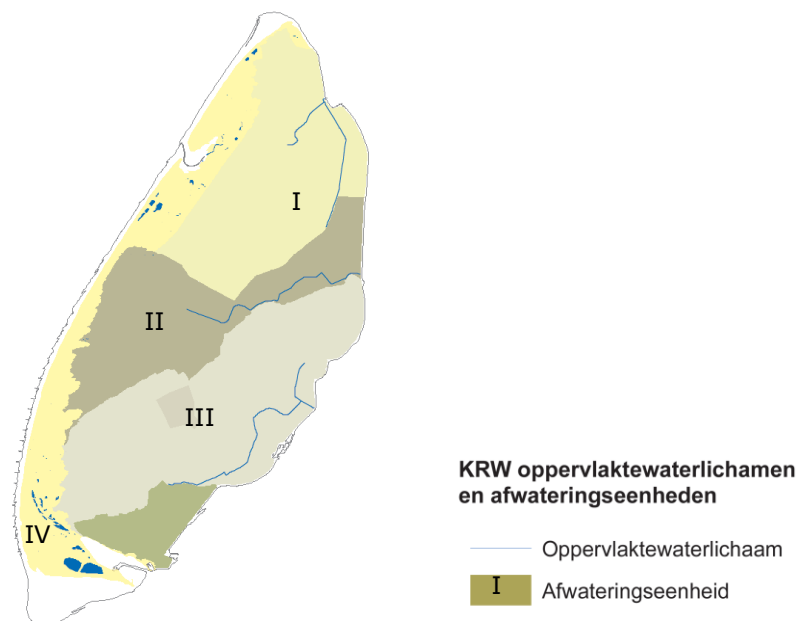 I
II
III
IV
KRW oppervlaktewaterlichamen
en afwateringseenheden
Oppervlaktewaterlichaam
I Afwateringseenheid